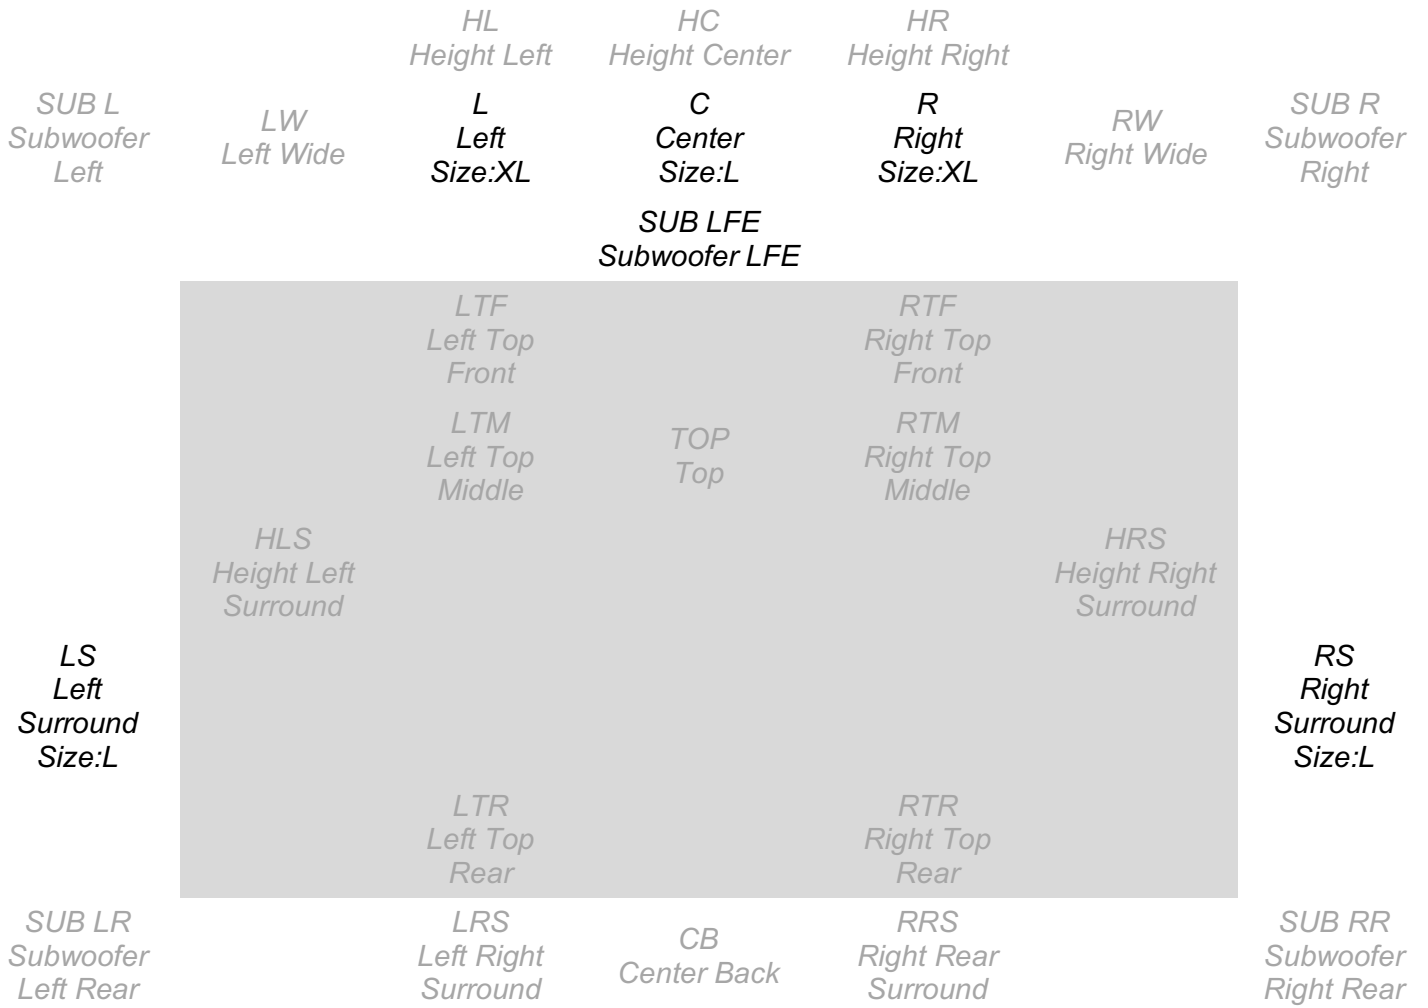 HL
Height Left
HC
Height Center
HR
Height Right
SUB L
Subwoofer
Left
LW
Left Wide
L
Left
Size:XL
C
Center
Size:L
R
Right
Size:XL
RW
Right Wide
SUB R
Subwoofer
Right
SUB LFE
Subwoofer LFE
LTF
Left Top
Front
RTF
Right Top
Front
LTM
Left Top
Middle
TOP
Top
RTM
Right Top
Middle
HLS
Height Left
Surround
HRS
Height Right
Surround
LS
Left
Surround
Size:L
RS
Right
Surround
Size:L
LTR
Left Top
Rear
RTR
Right Top
Rear
SUB LR
Subwoofer
Left Rear
LRS
Left Right
Surround
CB
Center Back
RRS
Right Rear
Surround
SUB RR
Subwoofer
Right Rear